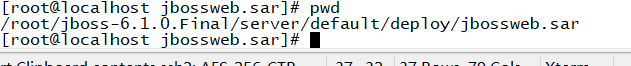 [root@localhost jbossweb.sar]# pwd
/root/jboss-6.1.0.Final/server/default/deploy/jbossweb.sar
[root@localhost jbossweb.sar]#